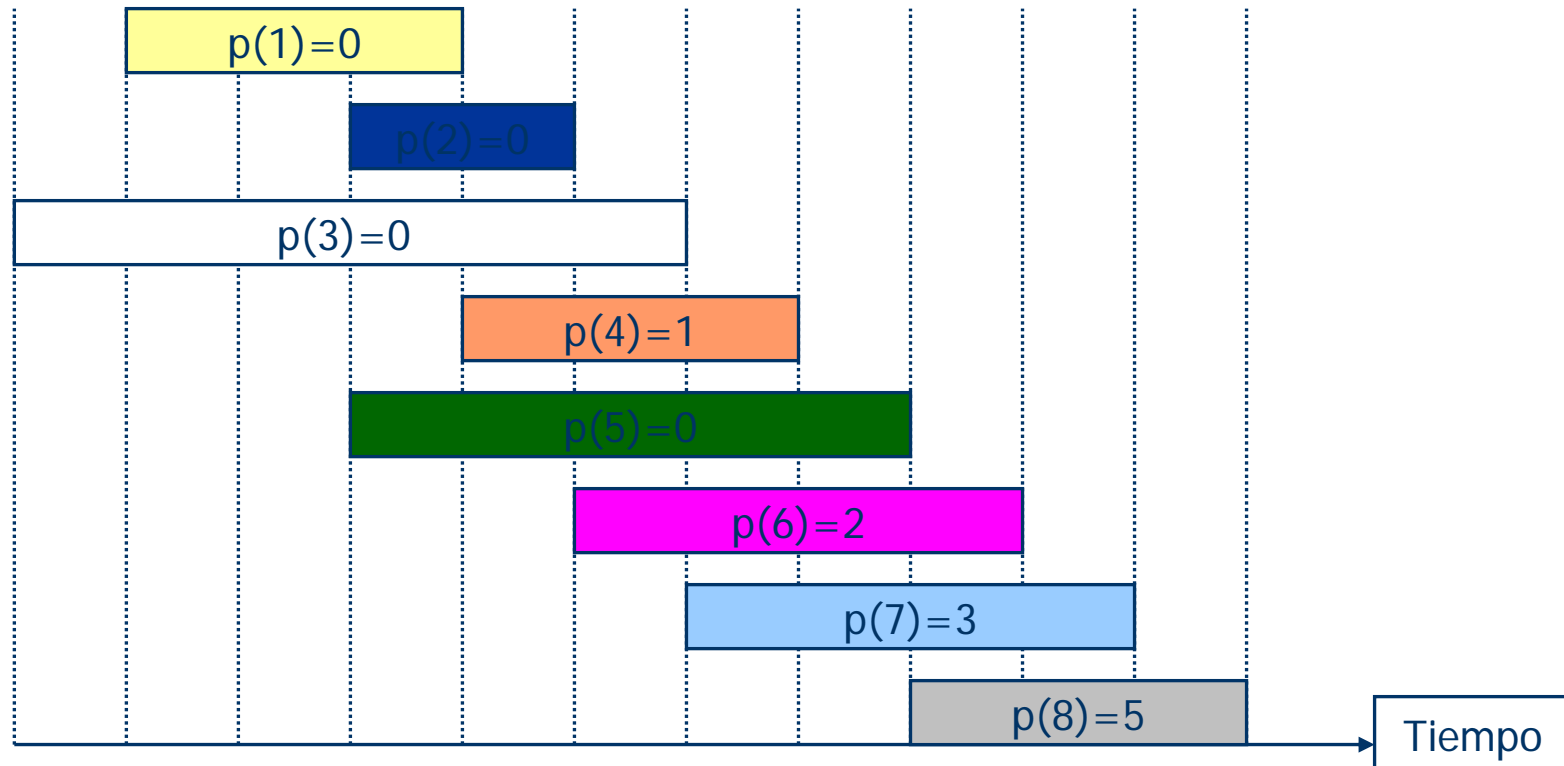 p(1)=0
p(2)=0
p(3)=0
p(4)=1
p(5)=0
p(6)=2
p(7)=3
p(8)=5
Tiempo